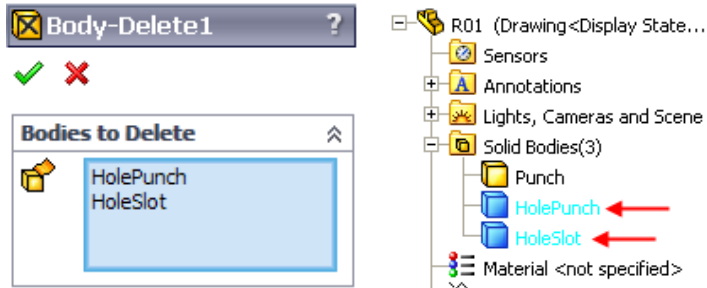 Body-Delete1 ?
Bodies to Delete
HolePunch
HoleSlot
R01 (Drawing<Display State...
Sensors
A Annotations
Lights, Cameras and Scene
Solid Bodies(3)
Punch
HolePunch
HoleSlot
Material <not specified>